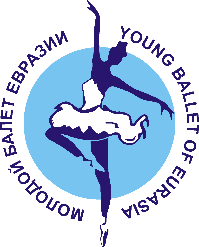 МОЛОДОЙ БАЛЕТ ЕВРАЗИИ
YOUNG BALLET OF EURASIA